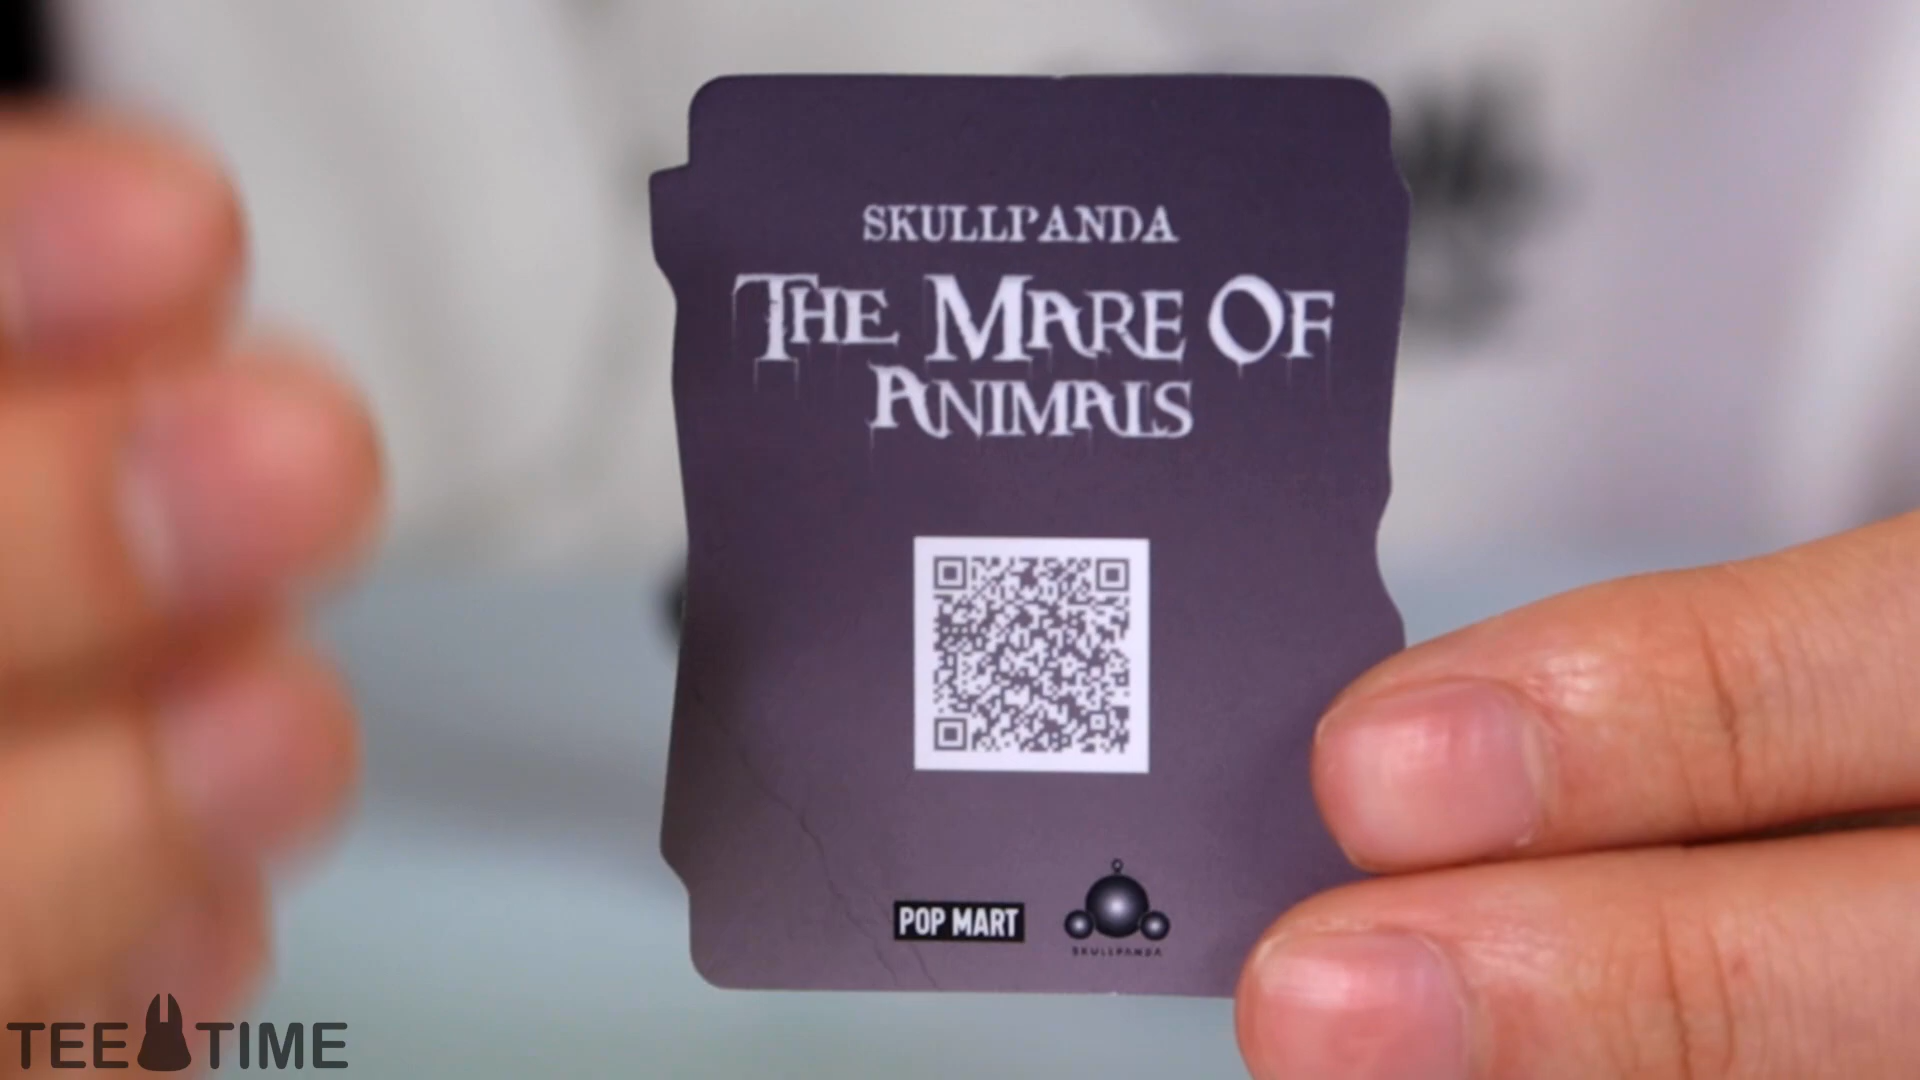 SKULLPANDA
THE MARE OF
ANIMALS
POP MART
SKULLPANDA
TEE TIME